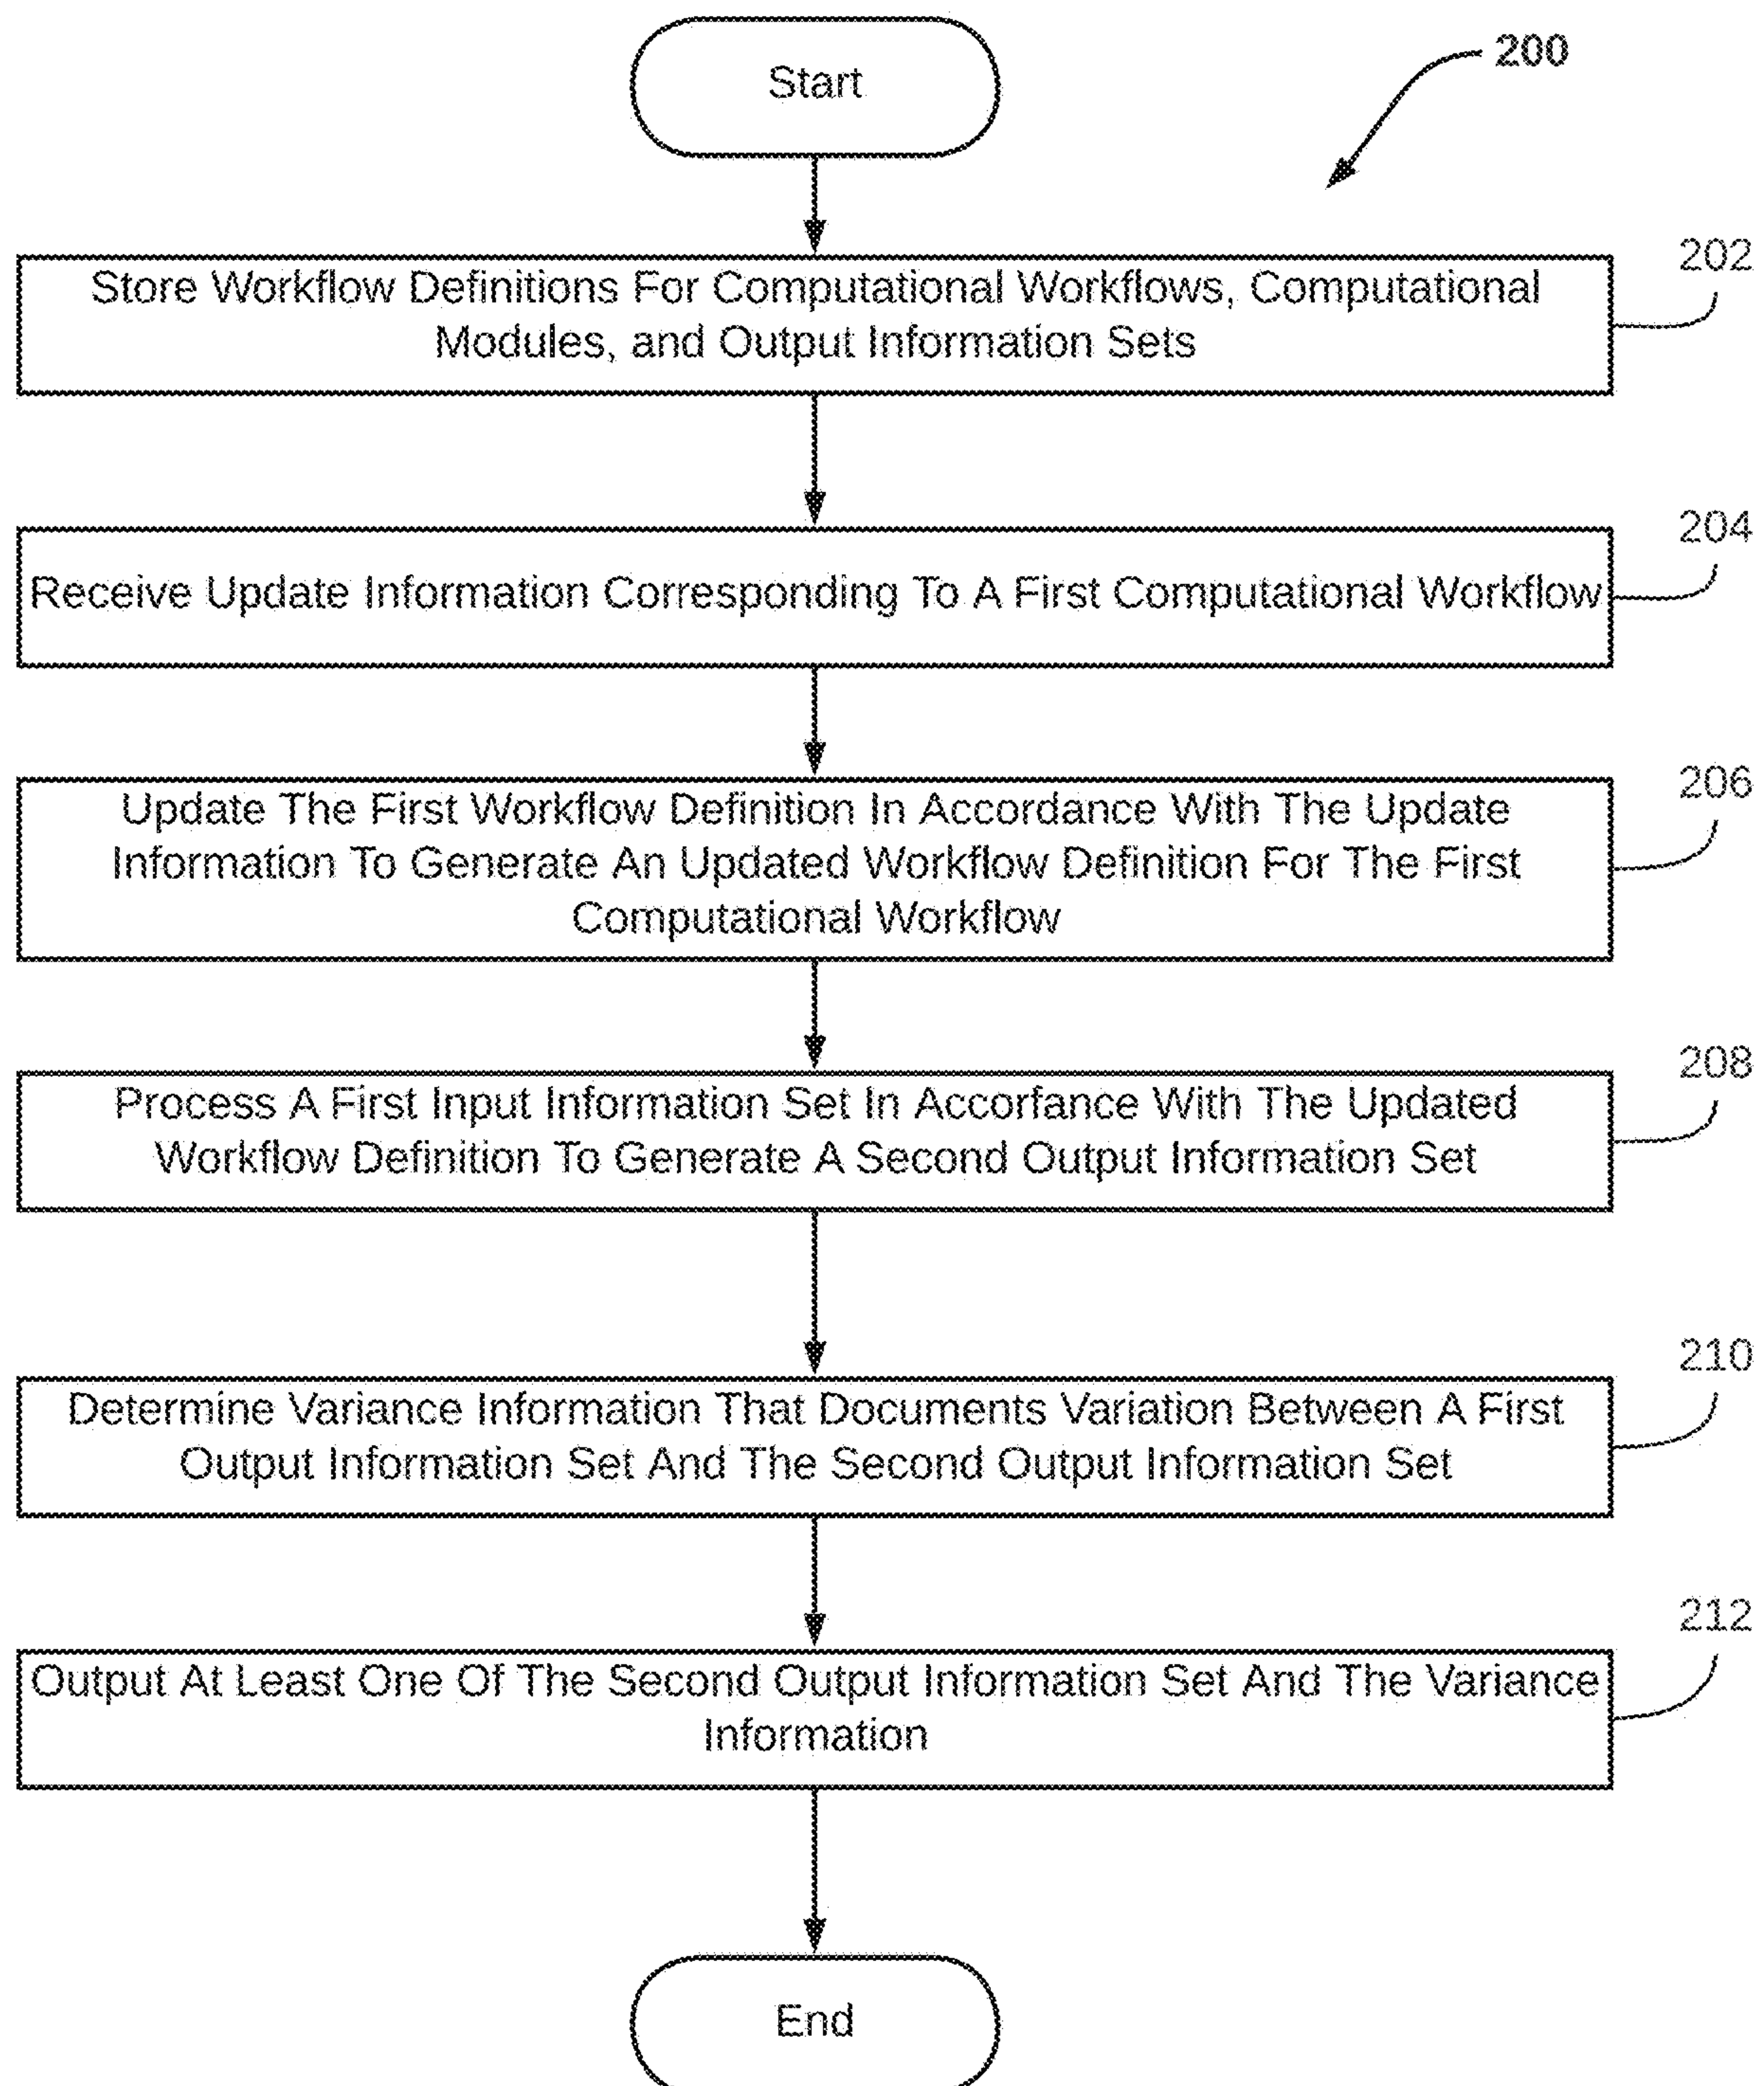 Start
200
202
Store Workflow Definitions For Computational Workflows, Computational
Modules, and Output Information Sets
204
Receive Update Information Corresponding To A First Computational Workflow
206
Update The First Workflow Definition In Accordance With The Update
Information To Generate An Updated Workflow Definition For The First
Computational Workflow
208
Process A First Input Information Set In Accorfance With The Updated
Workflow Definition To Generate A Second Output Information Set
210
Determine Variance Information That Documents Variation Between A First
Output Information Set And The Second Output Information Set
212
Output At Least One Of The Second Output Information Set And The Variance
Information
End